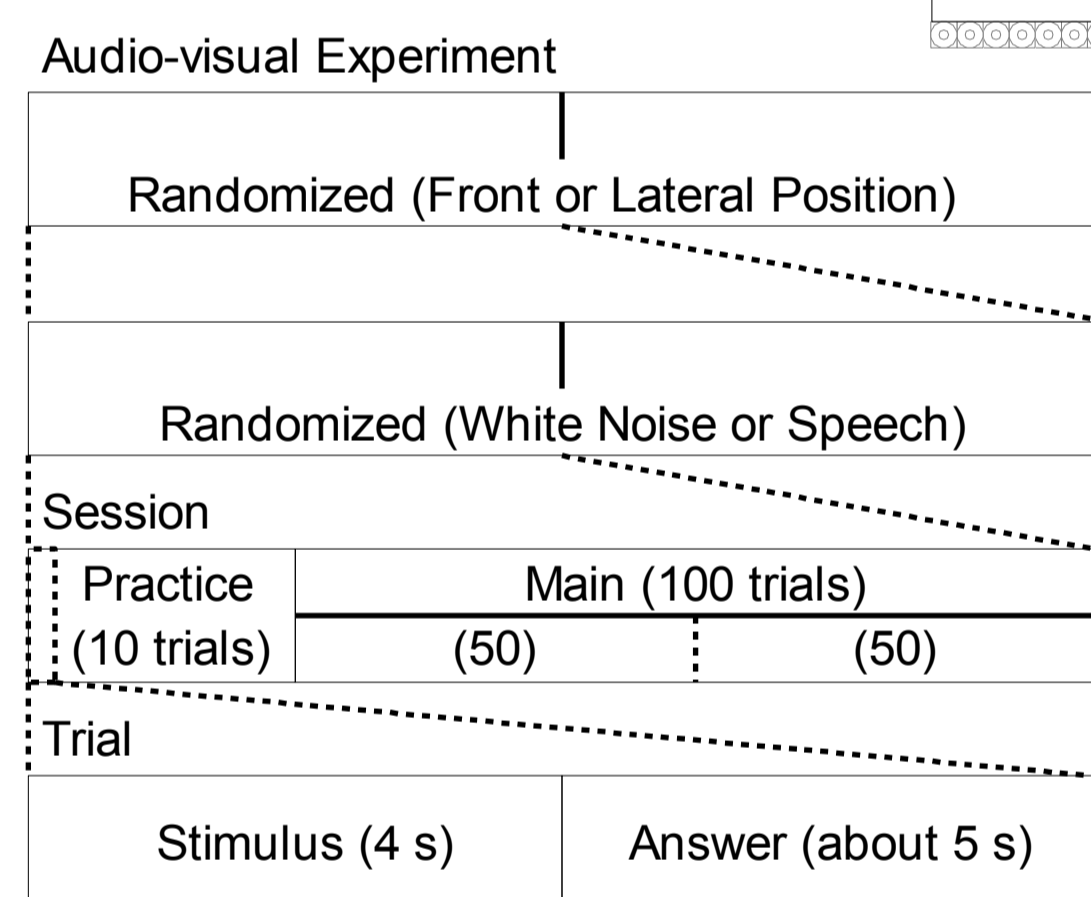 Audio-visual Experiment
Randomized (Front or Lateral Position)
Randomized (White Noise or Speech)
Session
Practice
(10 trials)
Main (100 trials)
(50)
(50)
Trial
Stimulus (4 s)
Answer (about 5 s)